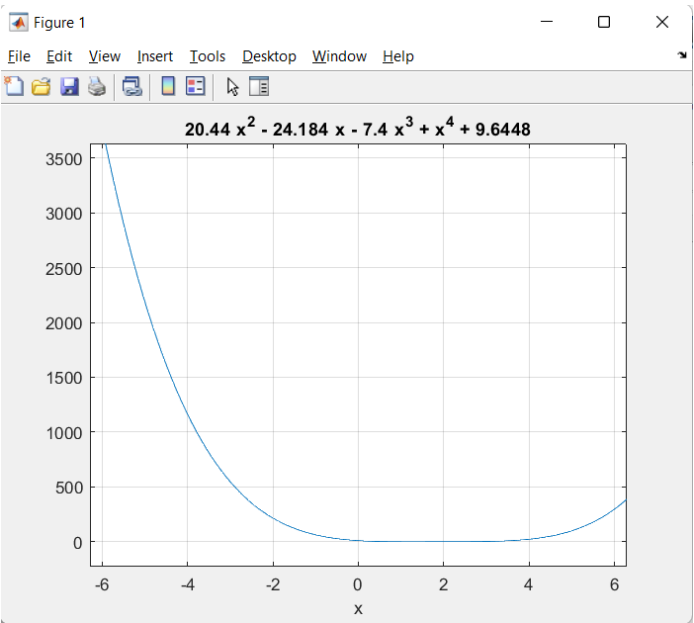 Figure 1
File Edit View Insert Tools Desktop Window Help
20.44 x² - 24.184 x - 7.4 x³ + x⁴ + 9.6448
3500
3000
2500
2000
1500
1000
500
0
-6 -4 -2 0 2 4 6
x